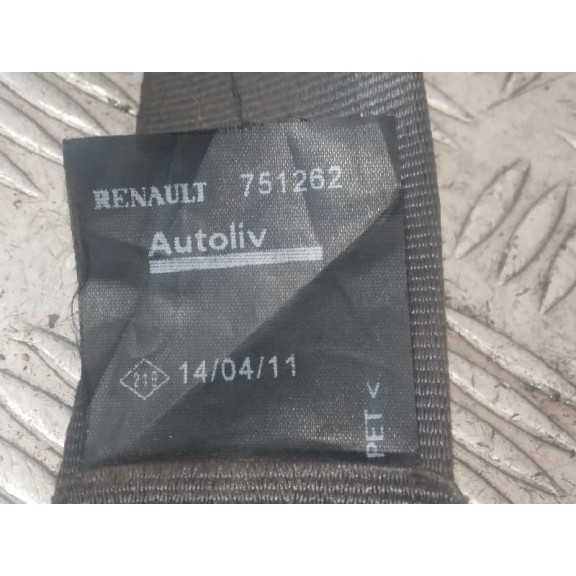 RENAULT 751262
Autoliv
14/04/11
PET <